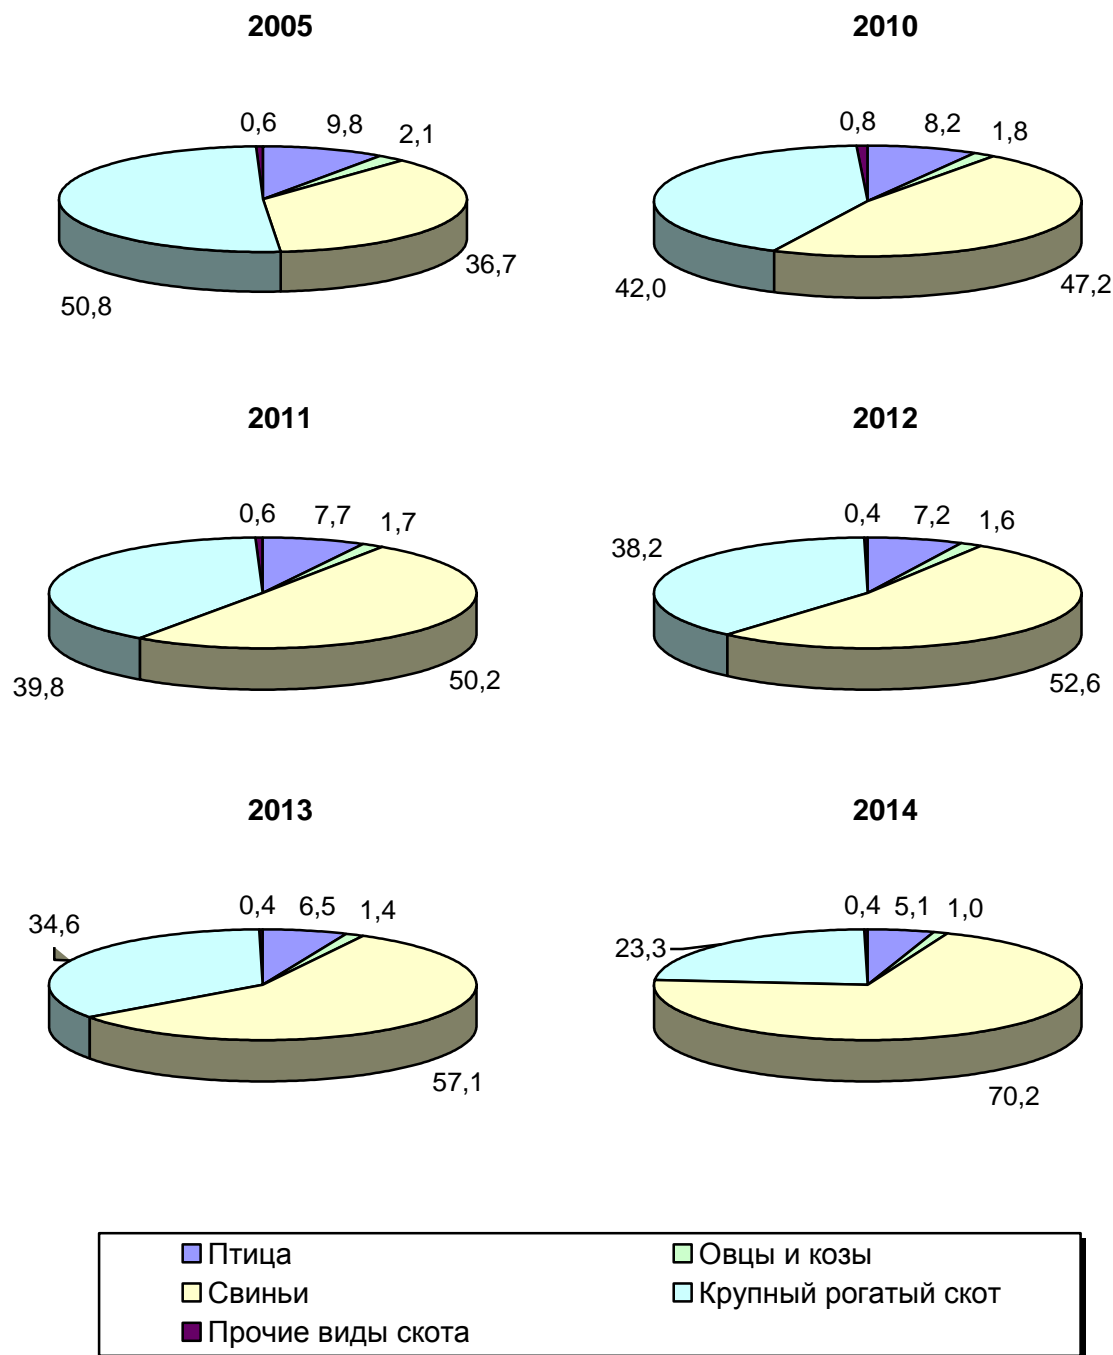 2005 2010
0,6 9,8 2,1 0,8 8,2 1,8
36,7 47,2
50,8 42,0
2011 2012
0,6 7,7 1,7 0,4 7,2 1,6
38,2
39,8 50,2 52,6
2013 2014
34,6 0,4 6,5 1,4 0,4 5,1 1,0
23,3
57,1 70,2
Птица Овцы и козы
Свиньи Крупный рогатый скот
Прочие виды скота